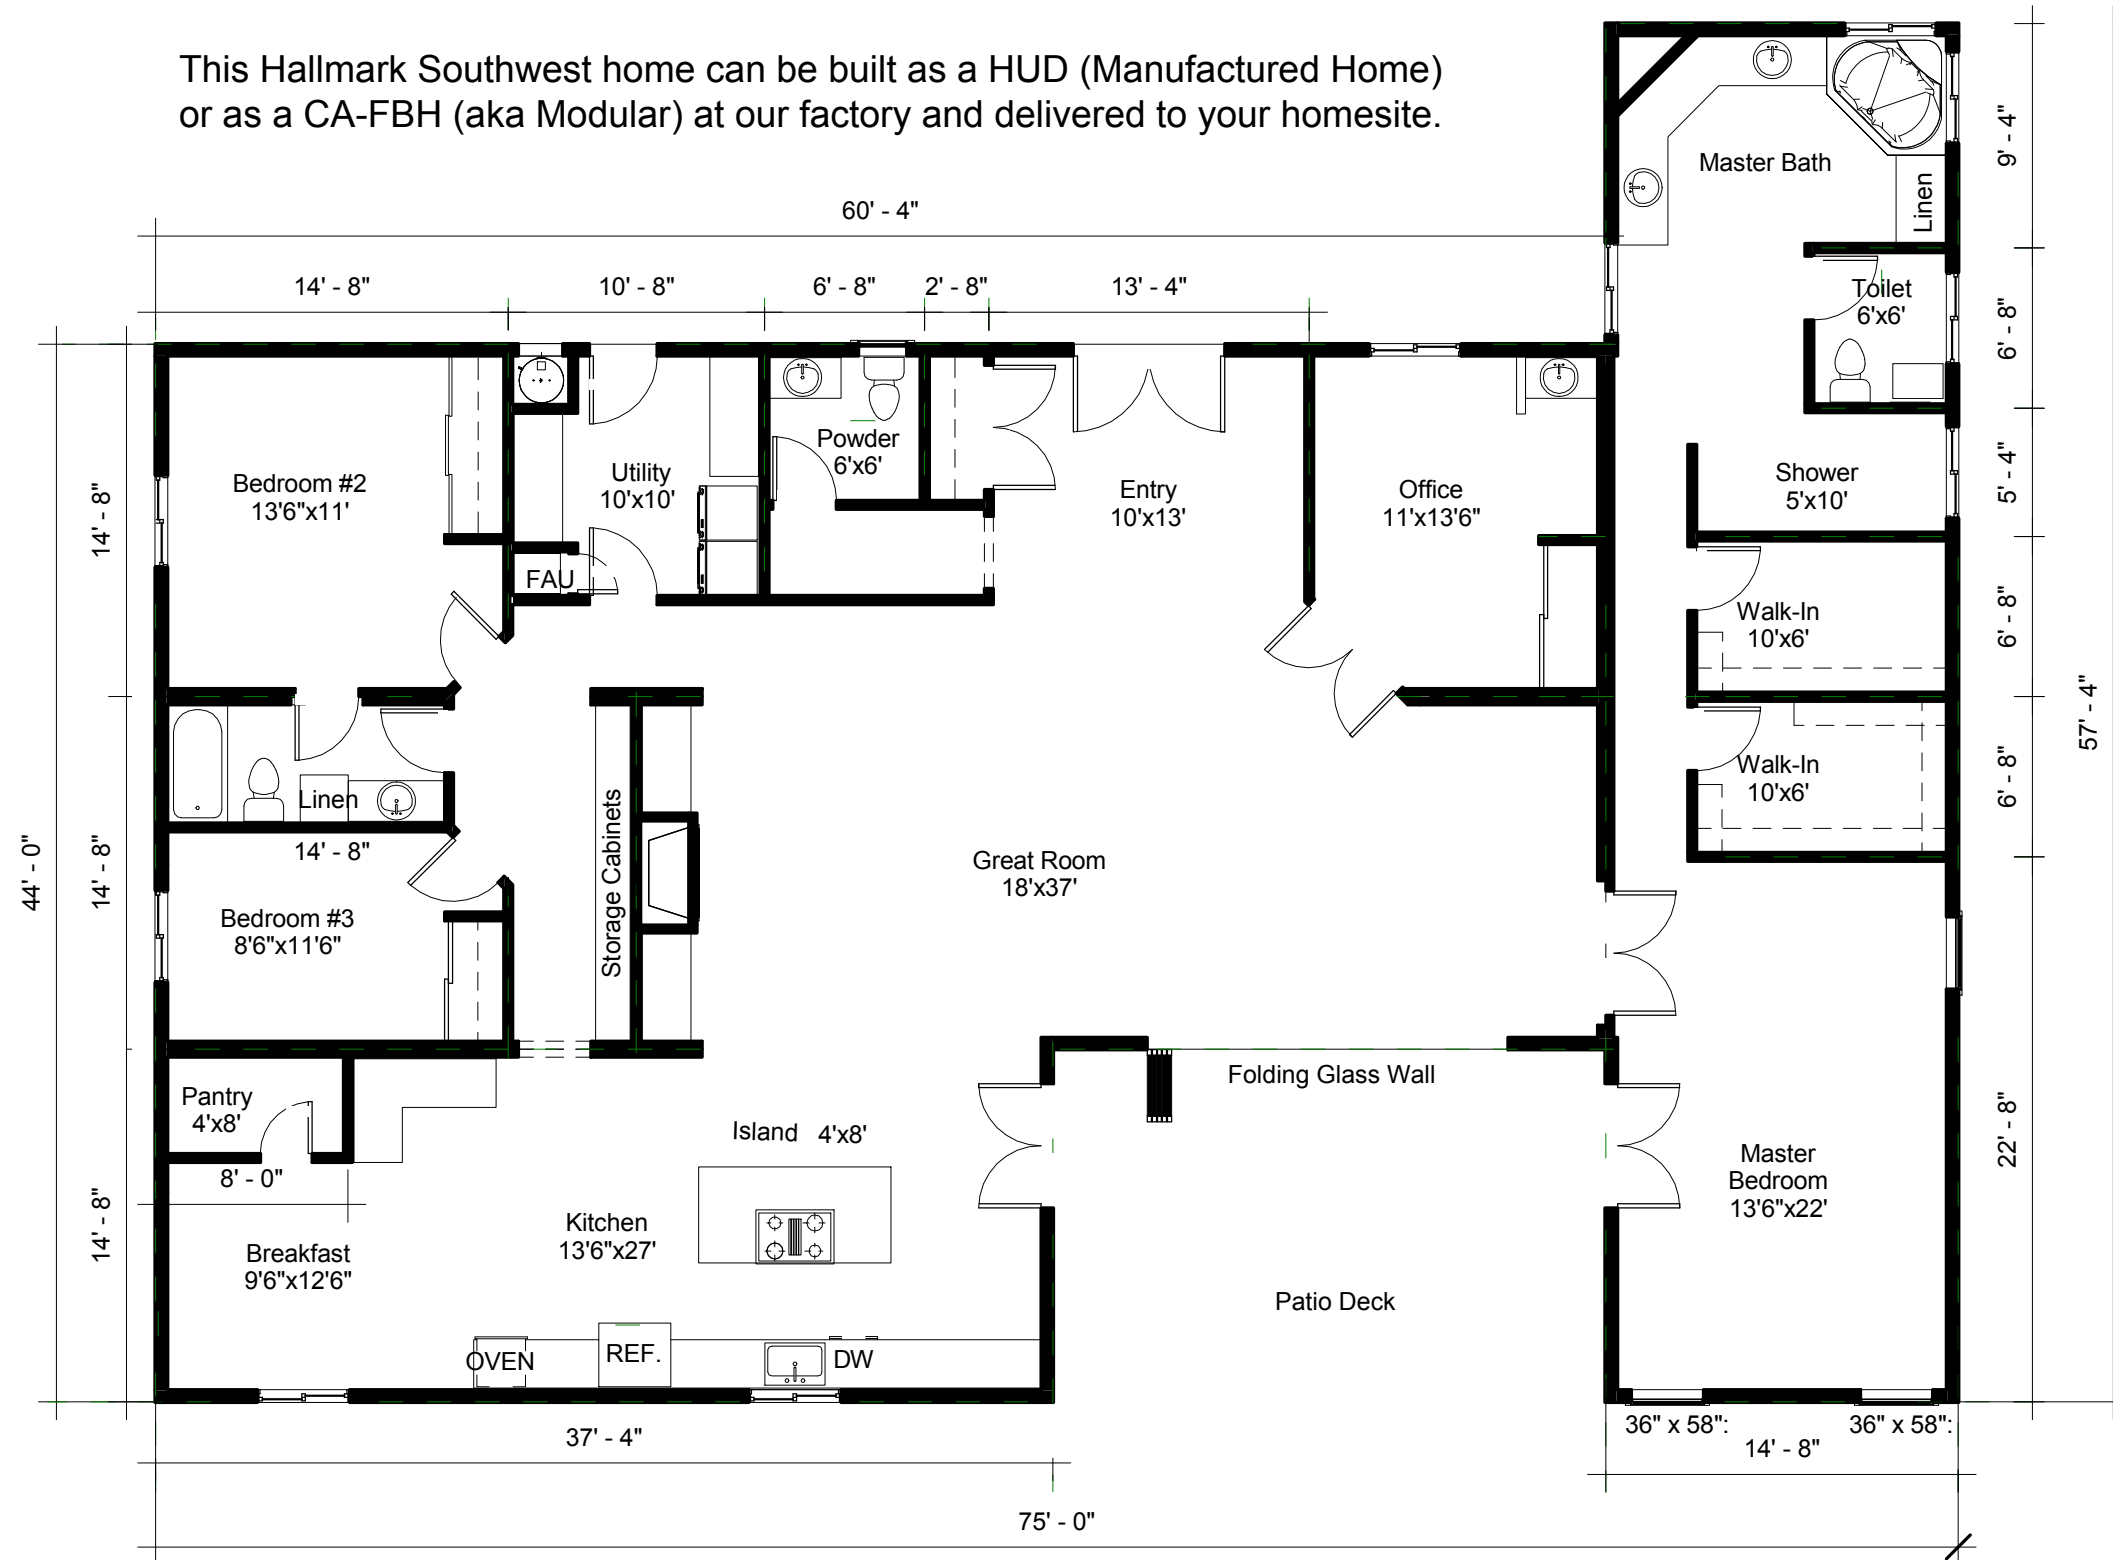 This Hallmark Southwest home can be built as a HUD (Manufactured Home)
or as a CA-FBH (aka Modular) at our factory and delivered to your homesite.
60' - 4"
14' - 8"
10' - 8"
6' - 8"
2' - 8"
13' - 4"
Master Bath
Linen
9' - 4"
Toilet
6'x6'
6' - 8"
Bedroom #2
13'6"x11'
14' - 8"
Utility
10'x10'
FAU
Powder
6'x6'
Entry
10'x13'
Office
11'x13'6"
Shower
5'x10'
5' - 4"
Walk-In
10'x6'
6' - 8"
Walk-In
10'x6'
6' - 8"
57' - 4"
Linen
14' - 8"
44' - 0"
14' - 8"
Bedroom #3
8'6"x11'6"
Storage Cabinets
Great Room
18'x37'
Folding Glass Wall
Pantry
4'x8'
8' - 0"
Island 4'x8'
Master
Bedroom
13'6"x22'
22' - 8"
14' - 8"
Breakfast
9'6"x12'6"
Kitchen
13'6"x27'
Patio Deck
OVEN
REF.
DW
36" x 58":
36" x 58":
37' - 4"
14' - 8"
75' - 0"